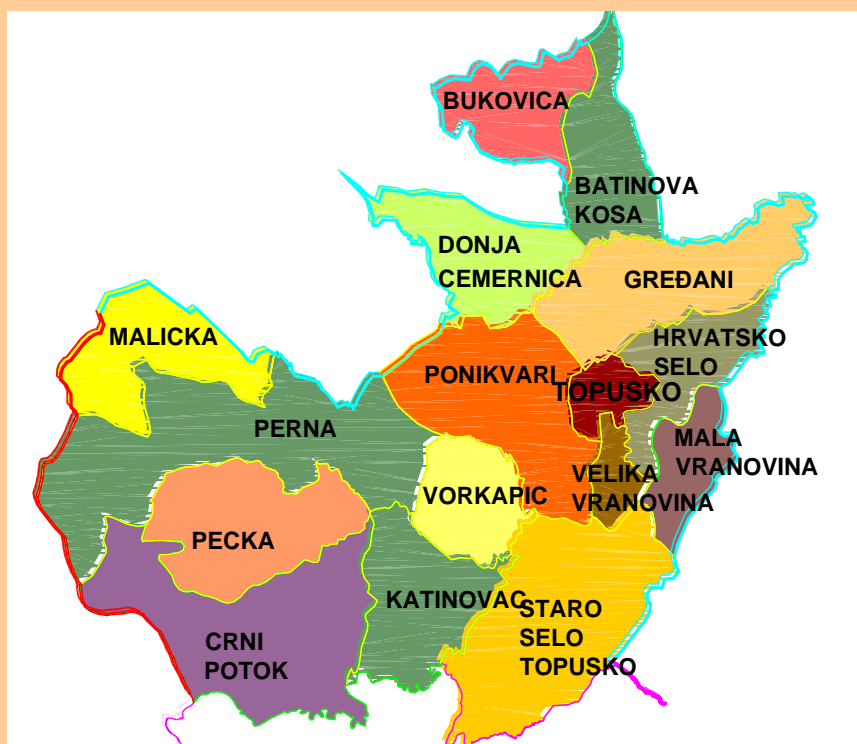 BUKOVICA
BATINOVA
KOSA
DONJA
CEMERNICA
GREĐANI
MALICKA
HRVATSKO
SELO
PONIKVARI
TOPUSKO
PERNA
MALA
VRANOVINA
VELIKA
VRANOVINA
VORKAPIC
PECKA
KATINOVAC
STARO
SELO
TOPUSKO
CRNI
POTOK